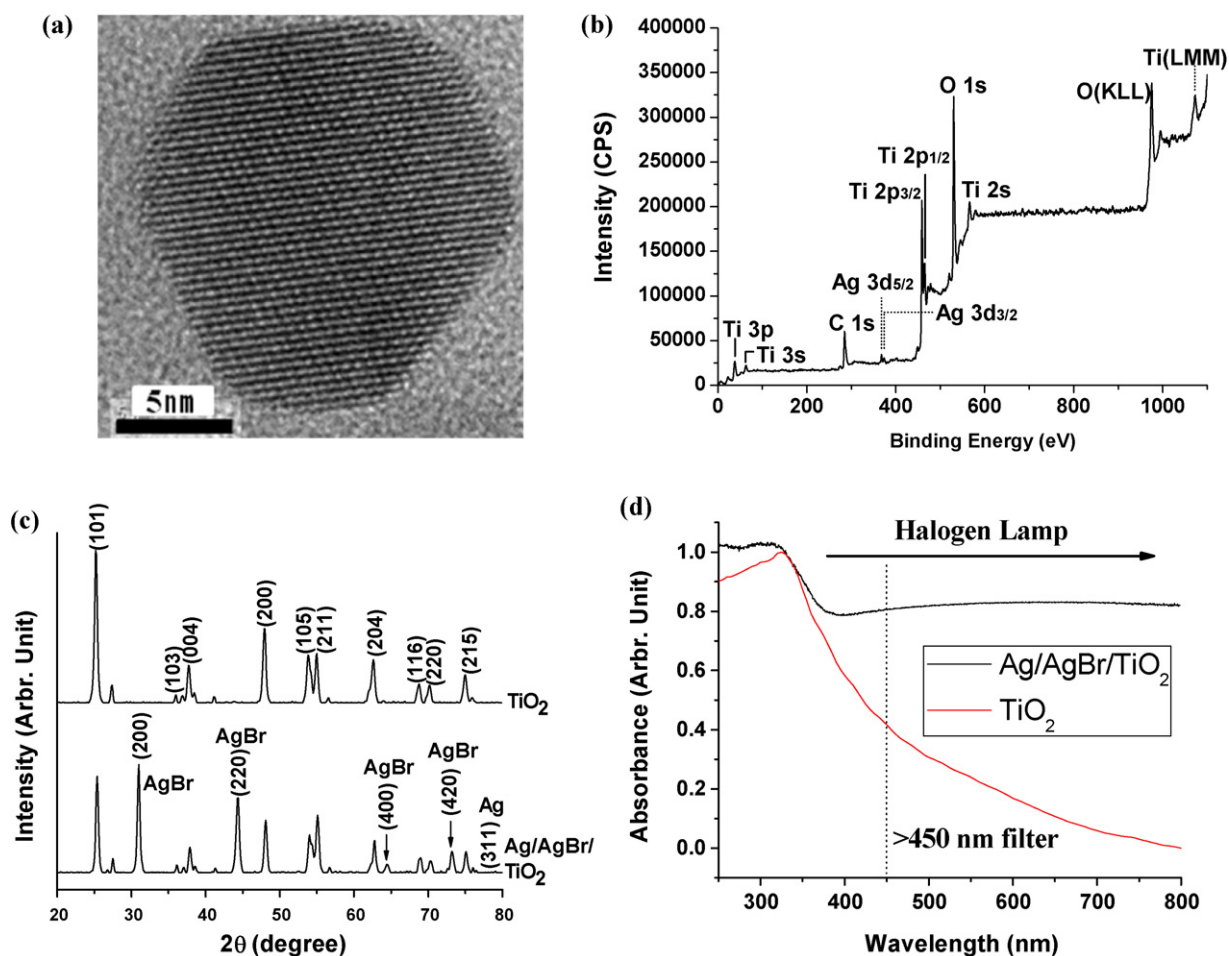 (a)
5nm
(b)
Intensity (CPS)
400000
350000
300000
250000
200000
150000
100000
50000
0
Ti 3p
Ti 3s
C 1s
Ag 3d5/2
Ag 3d3/2
Ti 2p3/2
Ti 2p1/2
O 1s
Ti 2s
O(KLL)
Ti(LMM)
0 200 400 600 800 1000
Binding Energy (eV)
(c)
Intensity (Arbr. Unit)
(101)
(103)
(004)
(200)
(105)
(211)
(204)
(116)
(220)
(215)
TiO2
(200)
AgBr
AgBr
(220)
AgBr
(400)
AgBr
(420)
(311) Ag
Ag/AgBr/
TiO2
20 30 40 50 60 70 80
2θ (degree)
(d)
Absorbance (Arbr. Unit)
1.0
0.8
0.6
0.4
0.2
0.0
Halogen Lamp
Ag/AgBr/TiO2
TiO2
>450 nm filter
300 400 500 600 700 800
Wavelength (nm)